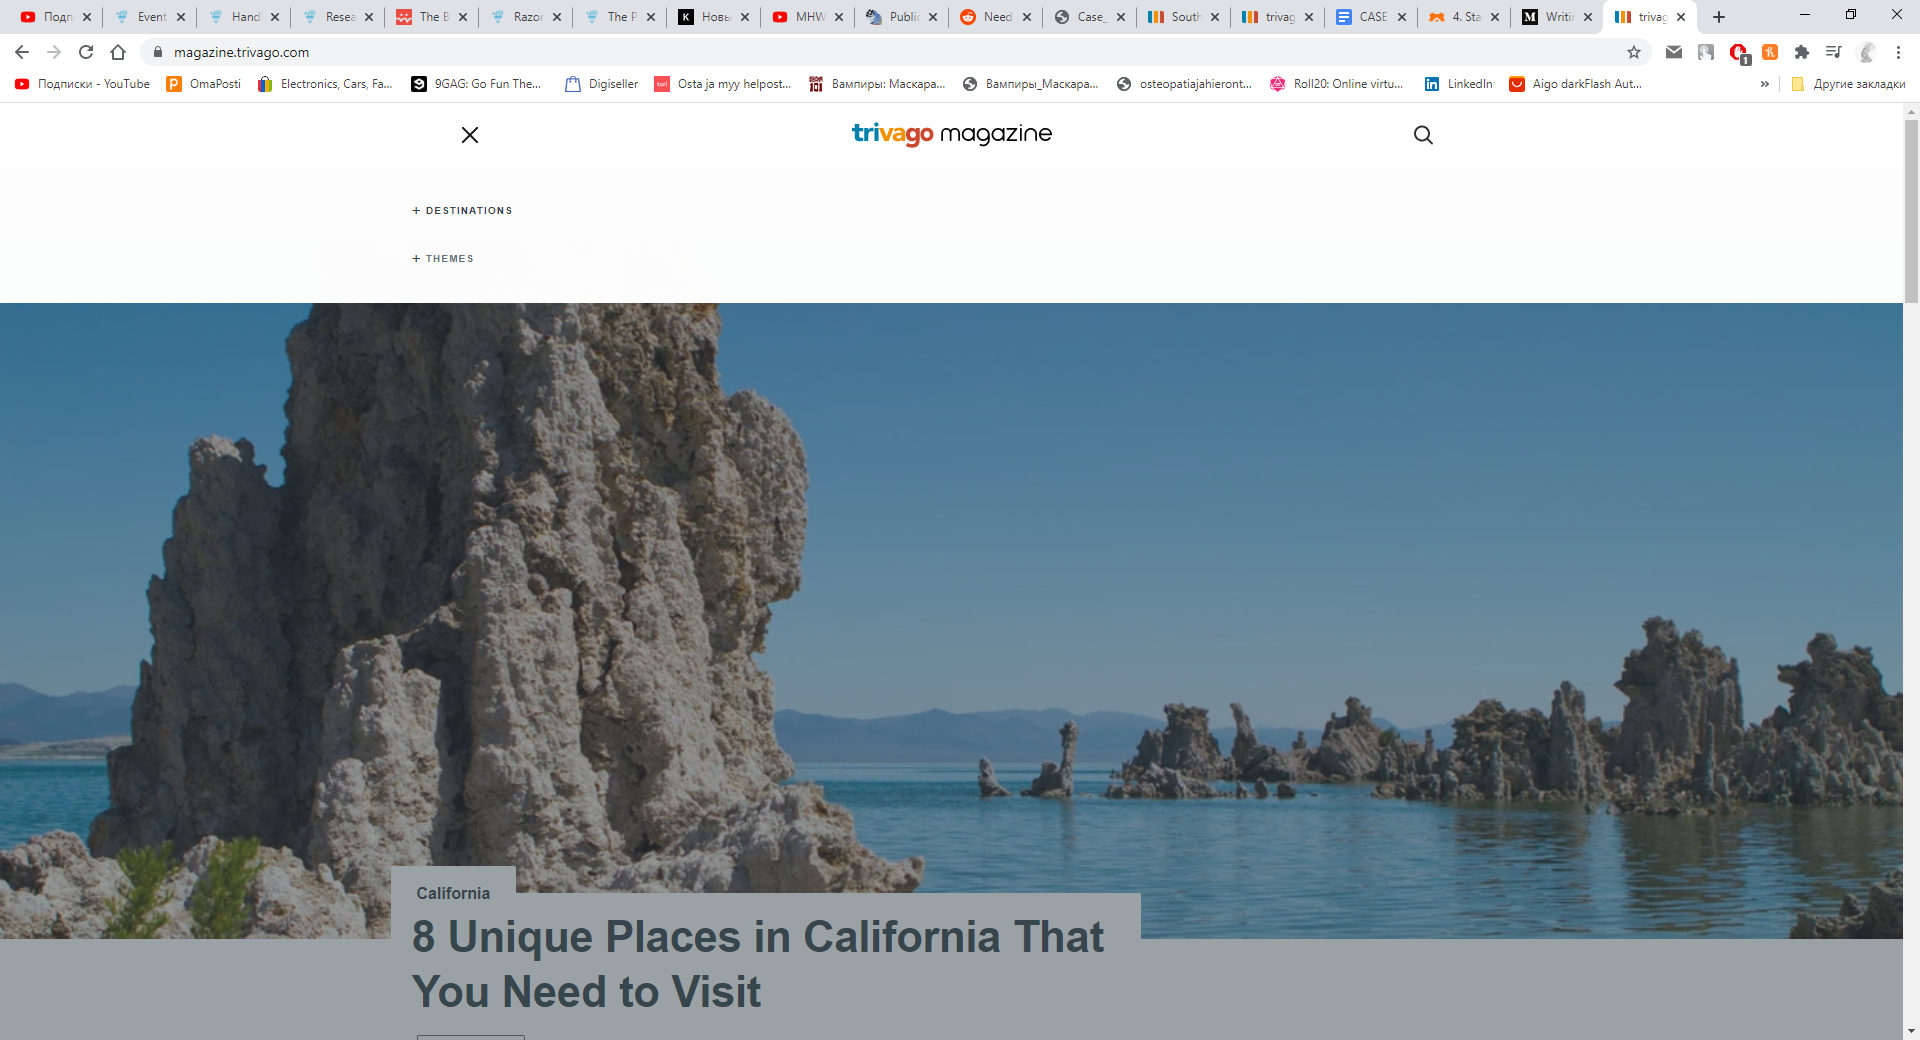 Подп
Event
Hand
Resea
The B
Razor
The P
Новы
MHW
Public
Need
Case_
South
trivag
CASE
4. Sta
Writin
trivag
magazine.trivago.com
1
Подписки - YouTube
OmaPosti
Electronics, Cars, Fa...
9GAG: Go Fun The...
Digiseller
Osta ja myy helpost...
Вампиры: Маскара...
Вампиры_Маскара...
osteopatiajahieront...
Roll20: Online virtu...
LinkedIn
Aigo darkFlash Aut...
»
Другие закладки
trivago magazine
+ DESTINATIONS
+ THEMES
California
8 Unique Places in California That
You Need to Visit